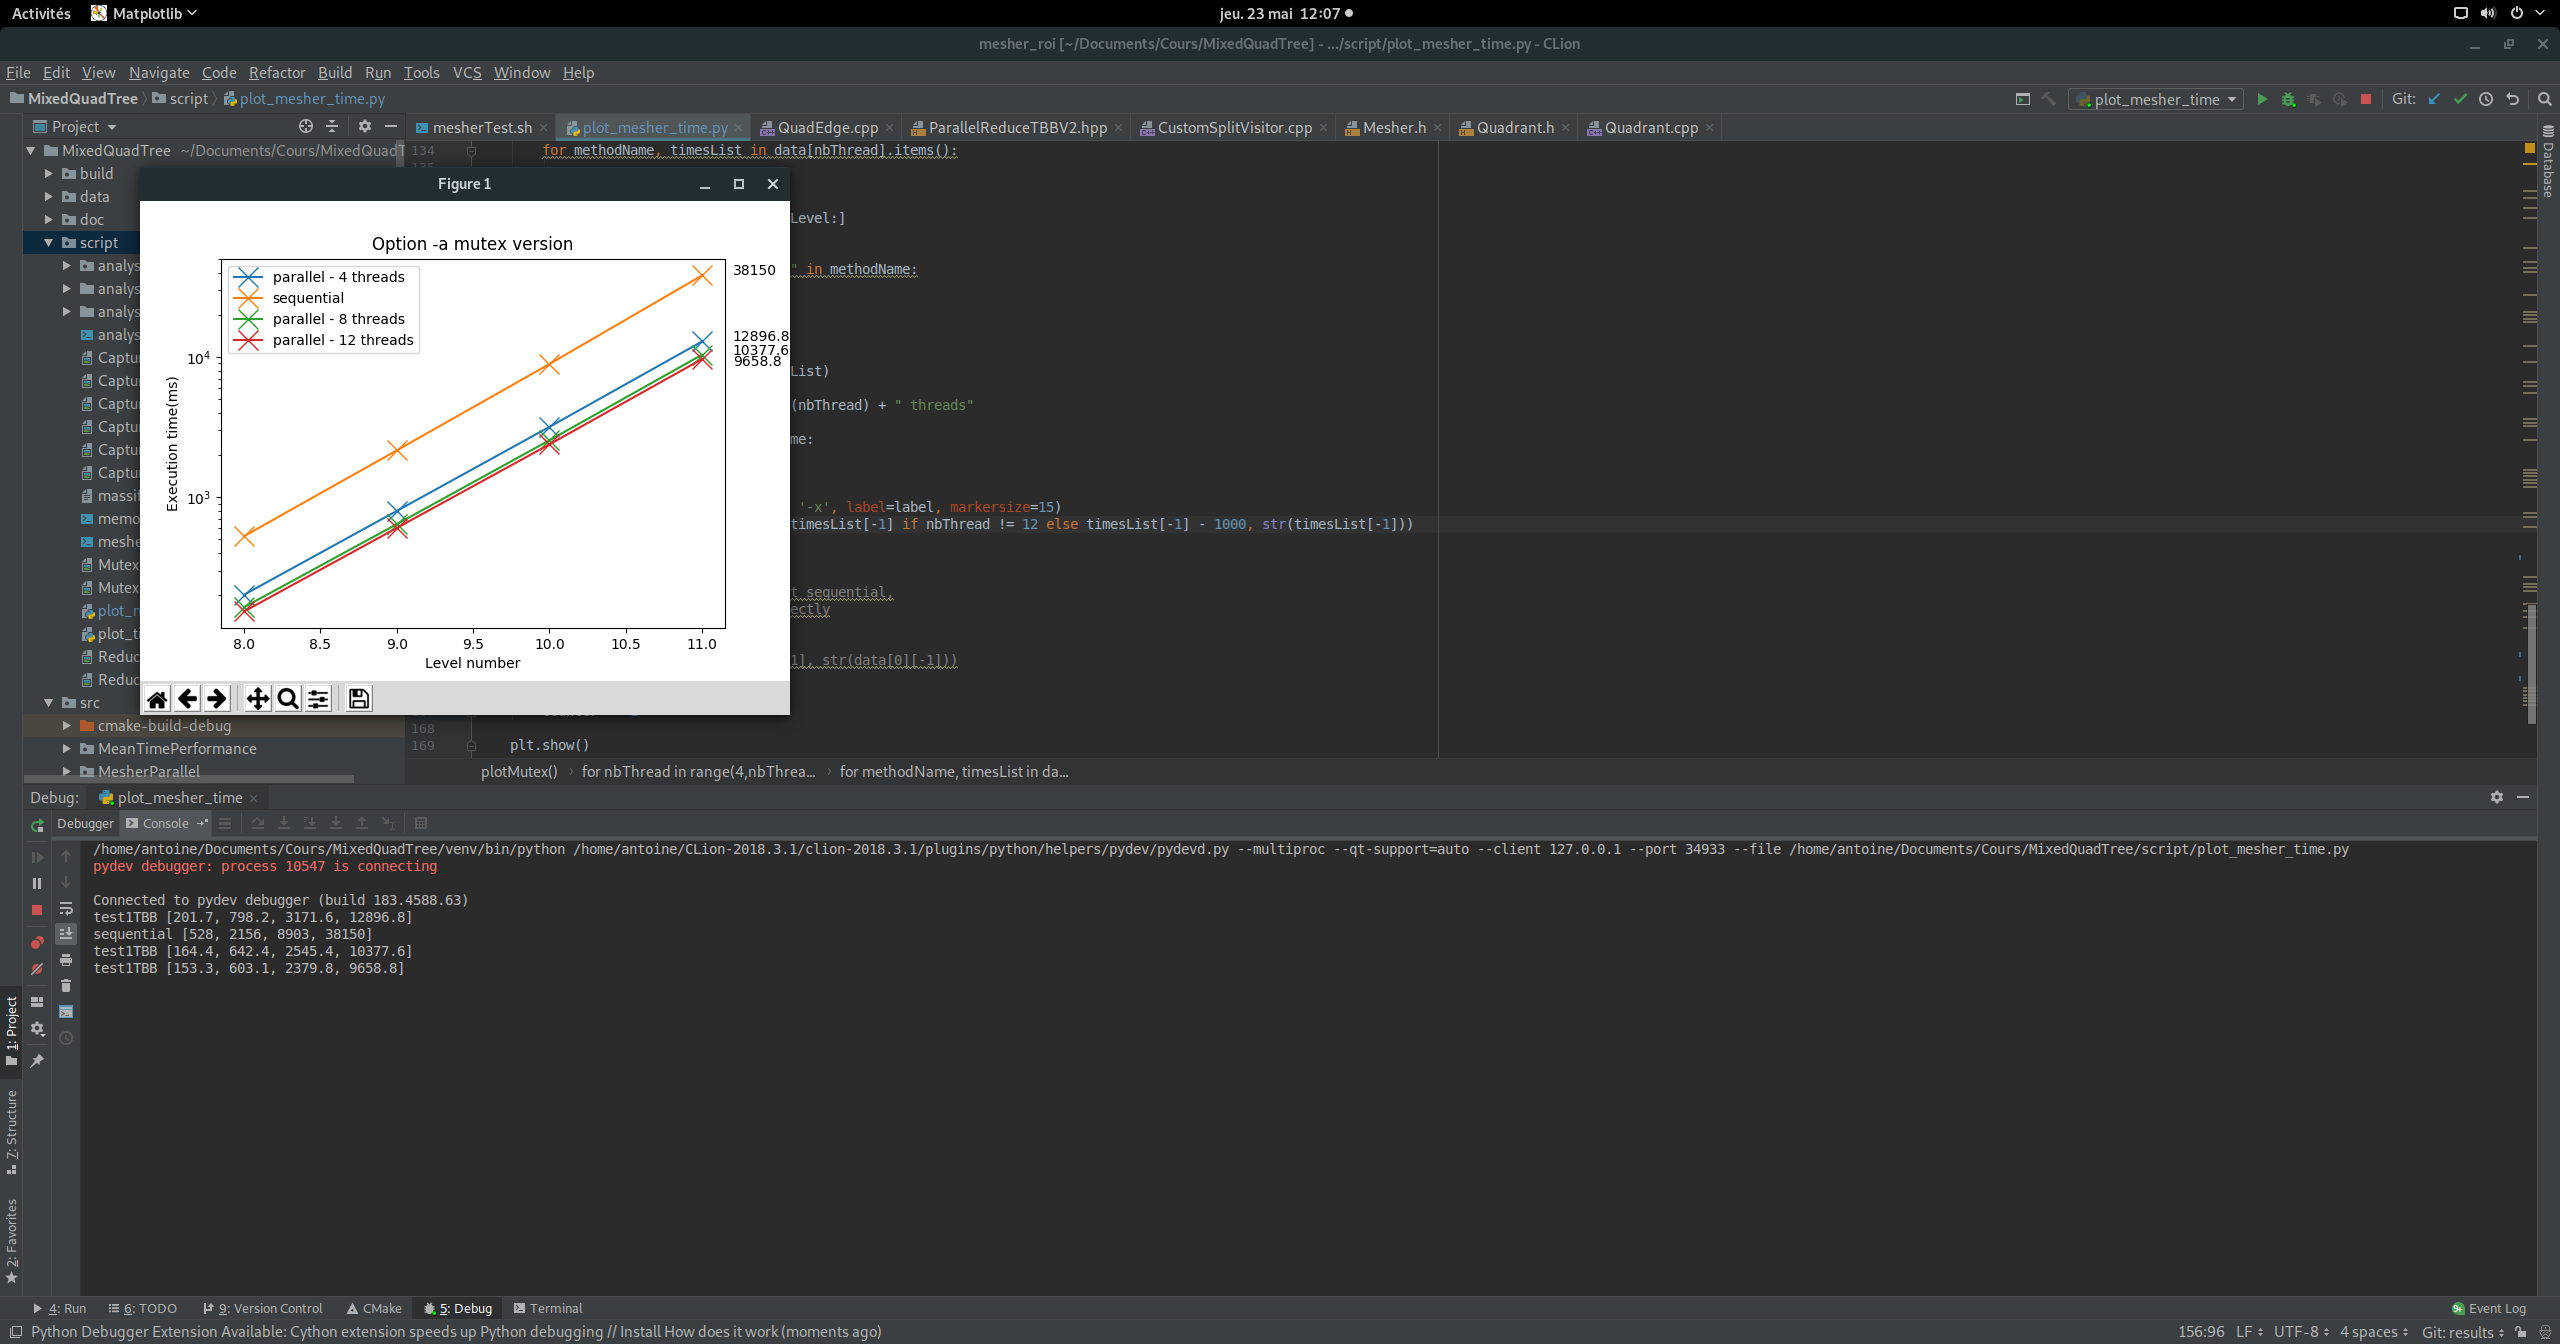 Activités Matplotlib jeu. 23 mai 12:07
mesher_roi [~/Documents/Cours/MixedQuadTree] - .../script/plot_mesher_time.py - CLion
File Edit View Navigate Code Refactor Build Run Tools VCS Window Help
MixedQuadTree script plot_mesher_time.py plot_mesher_time Git:
Project mesherTest.sh plot_mesher_time.py QuadEdge.cpp ParallelReduceTBBV2.hpp CustomSplitVisitor.cpp Mesher.h Quadrant.h Quadrant.cpp
MixedQuadTree ~/Documents/Cours/MixedQuadT
build
data
doc
script
analys
analys
analys
analys
Captu
Captu
Captu
Captu
Captu
Captu
massif
memo
meshe
Mutex
Mutex
plot_m
plot_ti
Reduc
Reduc
src
cmake-build-debug
MeanTimePerformance
MesherParallel
134 for methodName, timesList in data[nbThread].items():
Level:]
" in methodName:
List)
(nbThread) + " threads"
me:
'-x', label=label, markersize=15)
timesList[-1] if nbThread != 12 else timesList[-1] - 1000, str(timesList[-1]))
t sequential,
ectly
1], str(data[0][-1]))
168
169 plt.show()
plotMutex() for nbThread in range(4,nbThrea... for methodName, timesList in da...
Figure 1
Option -a mutex version
parallel - 4 threads
sequential
parallel - 8 threads
parallel - 12 threads
38150
12896.8
10377.6
9658.8
10^4
10^3
Execution time(ms)
8.0 8.5 9.0 9.5 10.0 10.5 11.0
Level number
Debug: plot_mesher_time
Debugger Console
/home/antoine/Documents/Cours/MixedQuadTree/venv/bin/python /home/antoine/CLion-2018.3.1/clion-2018.3.1/plugins/python/helpers/pydev/pydevd.py --multiproc --qt-support=auto --client 127.0.0.1 --port 34933 --file /home/antoine/Documents/Cours/MixedQuadTree/script/plot_mesher_time.py
pydev debugger: process 10547 is connecting
Connected to pydev debugger (build 183.4588.63)
test1TBB [201.7, 798.2, 3171.6, 12896.8]
sequential [528, 2156, 8903, 38150]
test1TBB [164.4, 642.4, 2545.4, 10377.6]
test1TBB [153.3, 603.1, 2379.8, 9658.8]
Database
1: Project
7: Structure
2: Favorites
4: Run 6: TODO 9: Version Control CMake 5: Debug Terminal 9+ Event Log
Python Debugger Extension Available: Cython extension speeds up Python debugging // Install How does it work (moments ago) 156:96 LF UTF-8 4 spaces Git: results